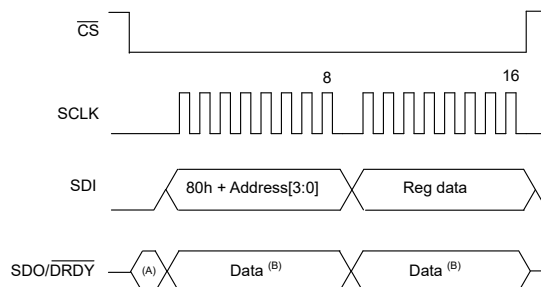 CS
8
16
SCLK
SDI
80h + Address[3:0]
Reg data
SDO/DRDY
(A)
Data (B)
Data (B)